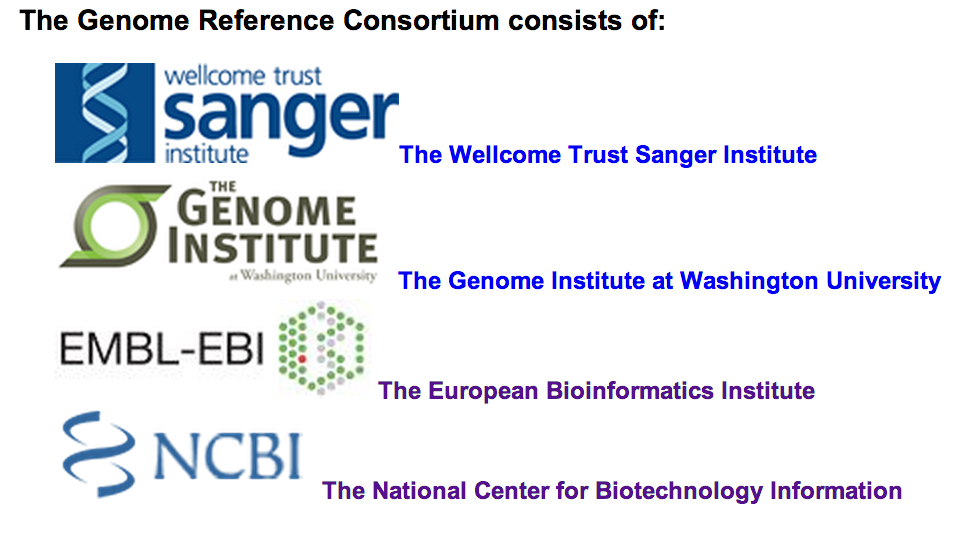 The Genome Reference Consortium consists of:
wellcome trust
sanger
institute
The Wellcome Trust Sanger Institute
THE
GENOME
INSTITUTE
at Washington University
The Genome Institute at Washington University
EMBL-EBI
The European Bioinformatics Institute
NCBI
The National Center for Biotechnology Information